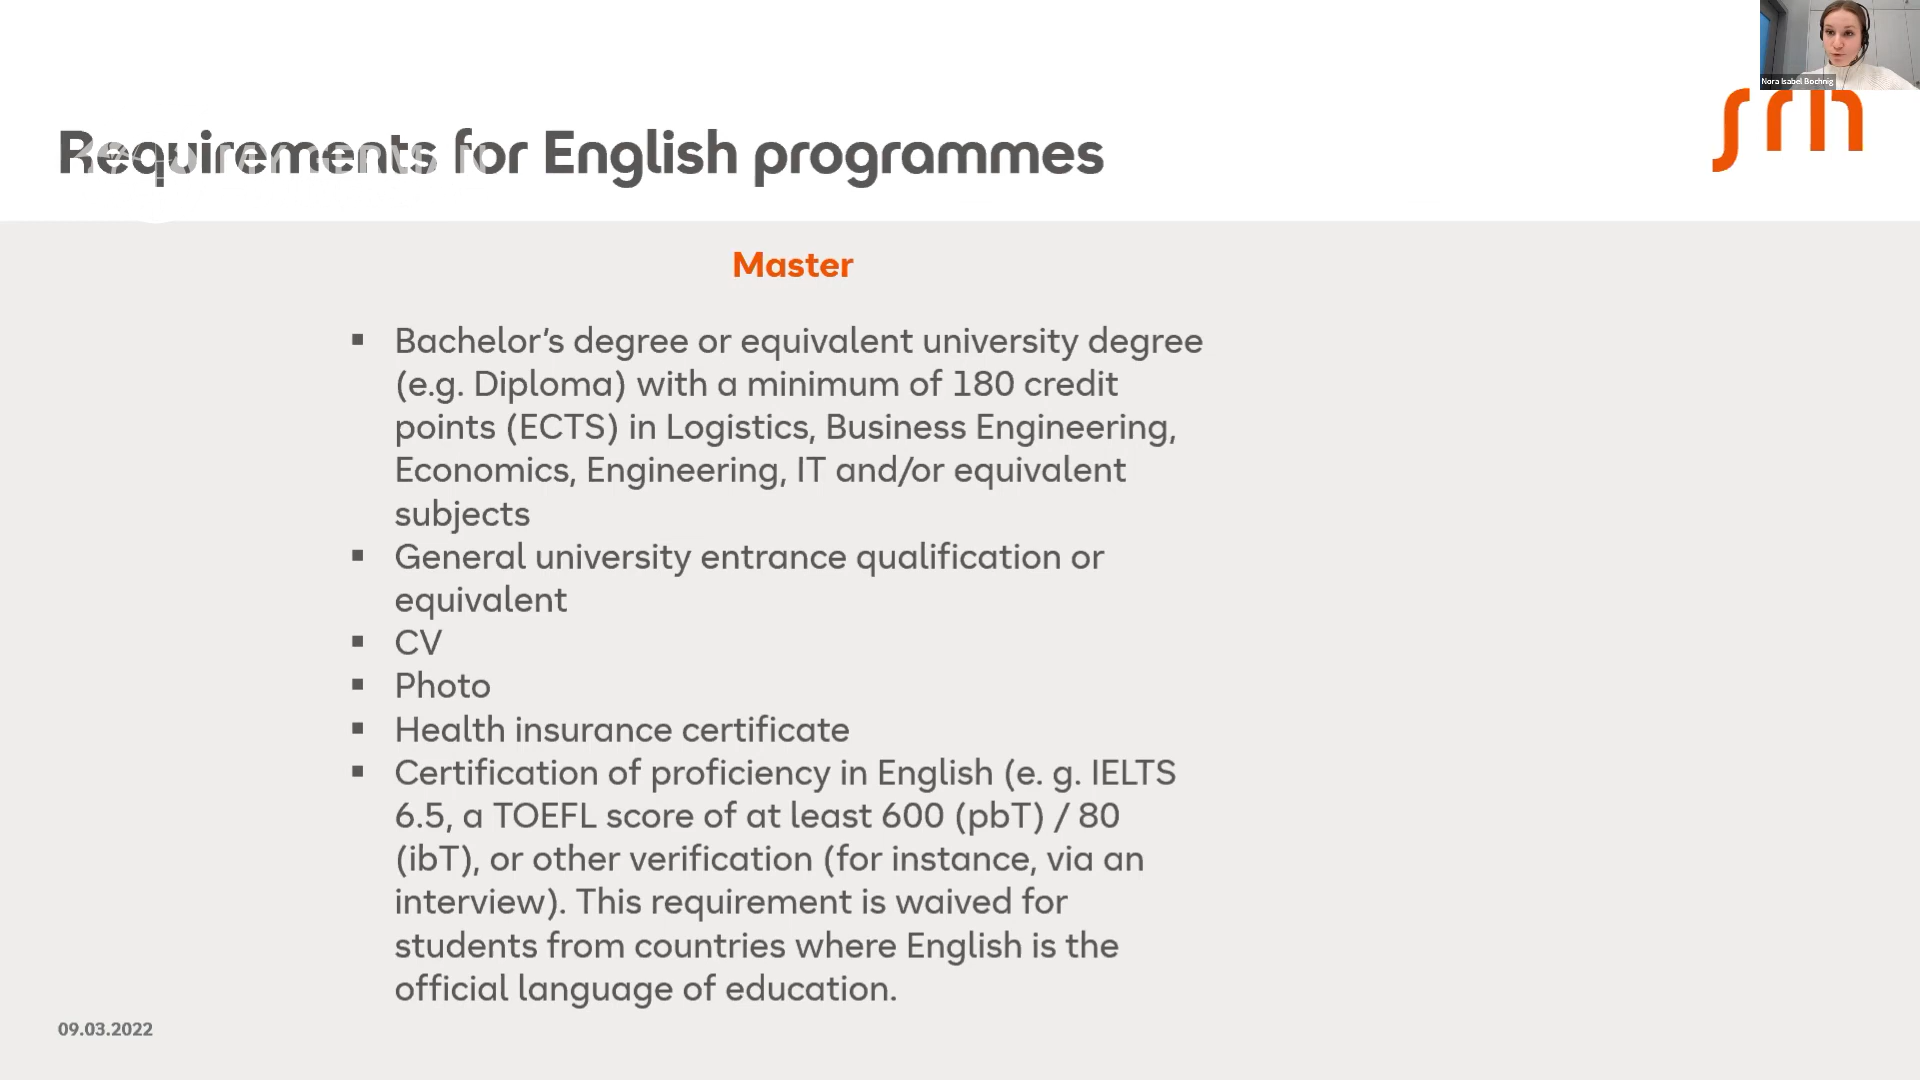 Nora Isabel Bochnig
srh
Requirements for English programmes
Master
▪ Bachelor’s degree or equivalent university degree
(e.g. Diploma) with a minimum of 180 credit
points (ECTS) in Logistics, Business Engineering,
Economics, Engineering, IT and/or equivalent
subjects
▪ General university entrance qualification or
equivalent
▪ CV
▪ Photo
▪ Health insurance certificate
▪ Certification of proficiency in English (e. g. IELTS
6.5, a TOEFL score of at least 600 (pbT) / 80
(ibT), or other verification (for instance, via an
interview). This requirement is waived for
students from countries where English is the
official language of education.
09.03.2022